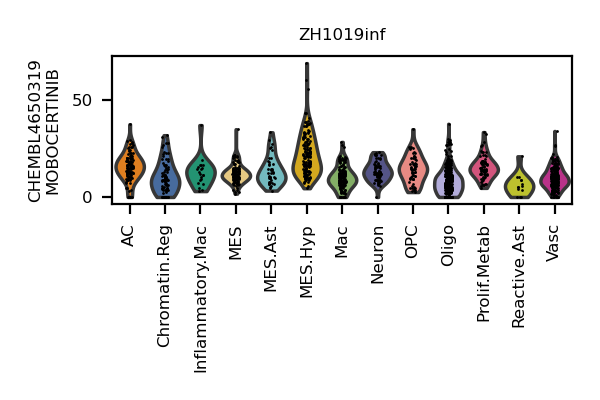 ZH1019inf
CHEMBL4650319
MOBOCERTINIB
50
0
AC
Chromatin.Reg
Inflammatory.Mac
MES
MES.Ast
MES.Hyp
Mac
Neuron
OPC
Oligo
Prolif.Metab
Reactive.Ast
Vasc